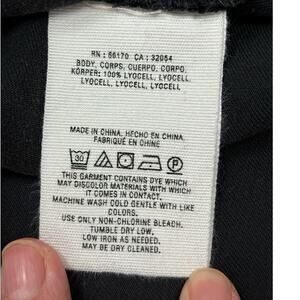 RN: 66170 CA: 32054
BODY, CORPS, CUERPO, CORPO,
KÖRPER: 100% LYOCELL, LYOCELL,
LYOCELL, LYOCELL, LYOCELL
MADE IN CHINA, HECHO EN CHINA,
FABRIQUÉ EN CHINE
30 P
THIS GARMENT CONTAINS DYE WHICH
MAY DISCOLOR MATERIALS WITH WHICH
IT COMES IN CONTACT.
MACHINE WASH COLD GENTLE WITH LIKE
COLORS.
USE ONLY NON-CHLORINE BLEACH.
TUMBLE DRY LOW.
LOW IRON AS NEEDED.
MAY BE DRY CLEANED.